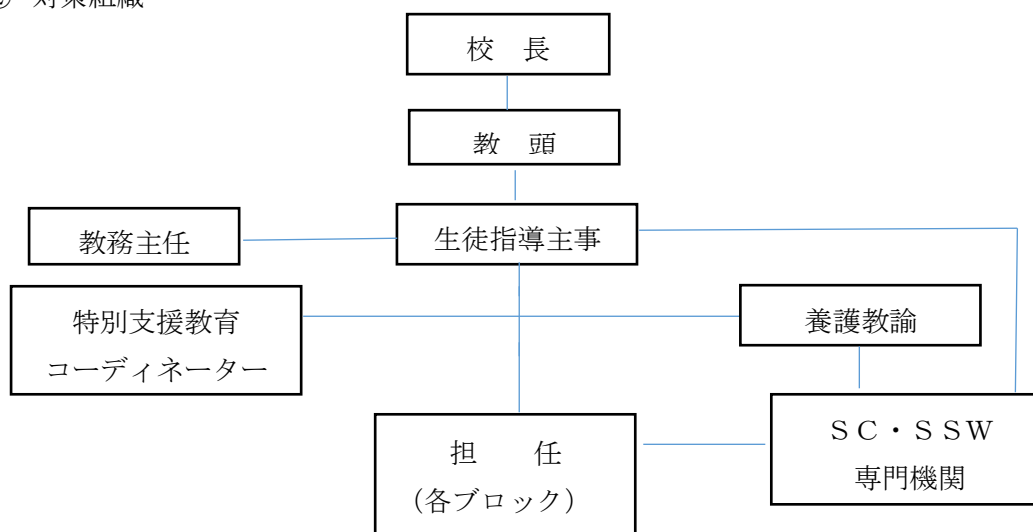 対策組織
校　長
教　頭
教務主任
生徒指導主事
特別支援教育
コーディネーター
養護教諭
担　　任
（各ブロック）
ＳＣ・ＳＳＷ
専門機関